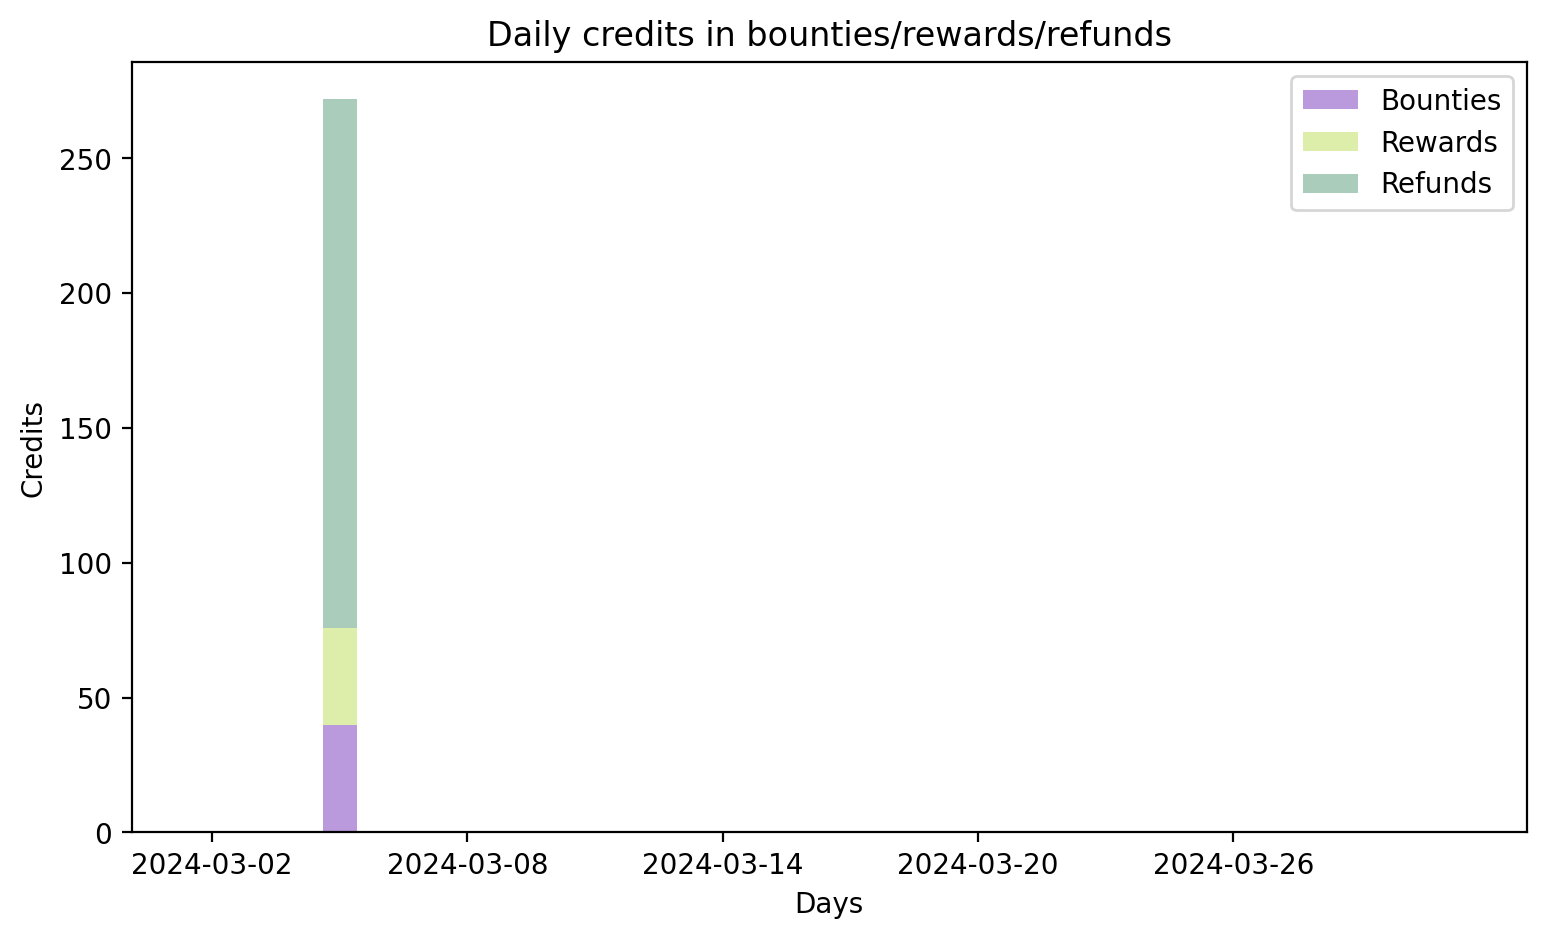 Daily credits in bounties/rewards/refunds
Bounties
Rewards
Refunds
Credits
250
200
150
100
50
0
2024-03-02 2024-03-08 2024-03-14 2024-03-20 2024-03-26
Days